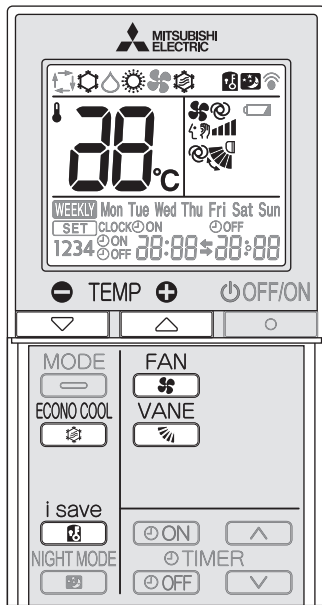 MITSUBISHI
ELECTRIC
88°C
WEEKLY Mon Tue Wed Thu Fri Sat Sun
SET CLOCK ON OFF
1234 ON OFF 88:88 88:88
TEMP OFF/ON
MODE FAN
ECONO COOL VANE
i save
ON
NIGHT MODE TIMER
OFF